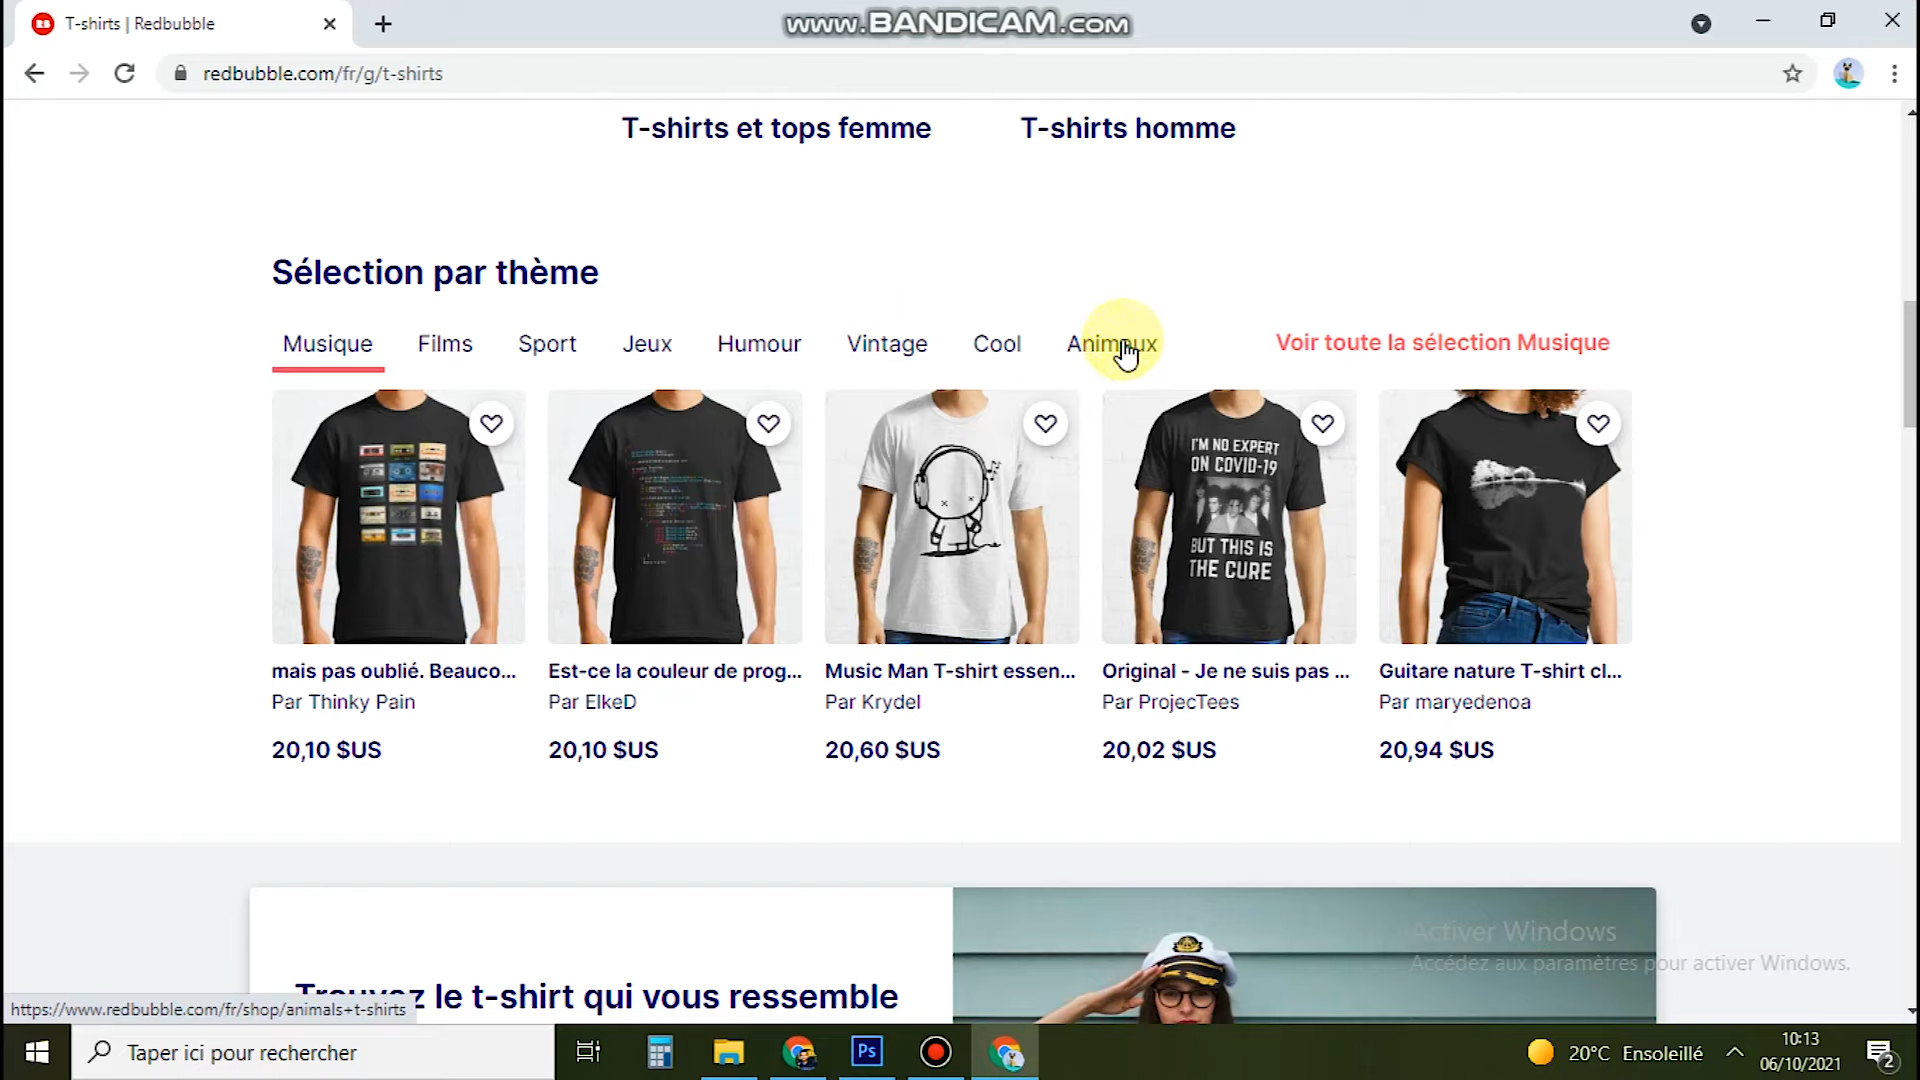 T-shirts | Redbubble
www.BANDICAM.com
redbubble.com/fr/g/t-shirts
T-shirts et tops femme
T-shirts homme
Sélection par thème
Musique
Films
Sport
Jeux
Humour
Vintage
Cool
Animaux
Voir toute la sélection Musique
I'M NO EXPERT
ON COVID-19
BUT THIS IS
THE CURE
mais pas oublié. Beauco...
Par Thinky Pain
20,10 $US
Est-ce la couleur de prog...
Par ElkeD
20,10 $US
Music Man T-shirt essen...
Par Krydel
20,60 $US
Original - Je ne suis pas ...
Par ProjecTees
20,02 $US
Guitare nature T-shirt cl...
Par maryedenoa
20,94 $US
Trouvez le t-shirt qui vous ressemble
Activer Windows
Accédez aux paramètres pour activer Windows.
https://www.redbubble.com/fr/shop/animals+t-shirts
Taper ici pour rechercher
Ps
20°C Ensoleillé
10:13
06/10/2021
2